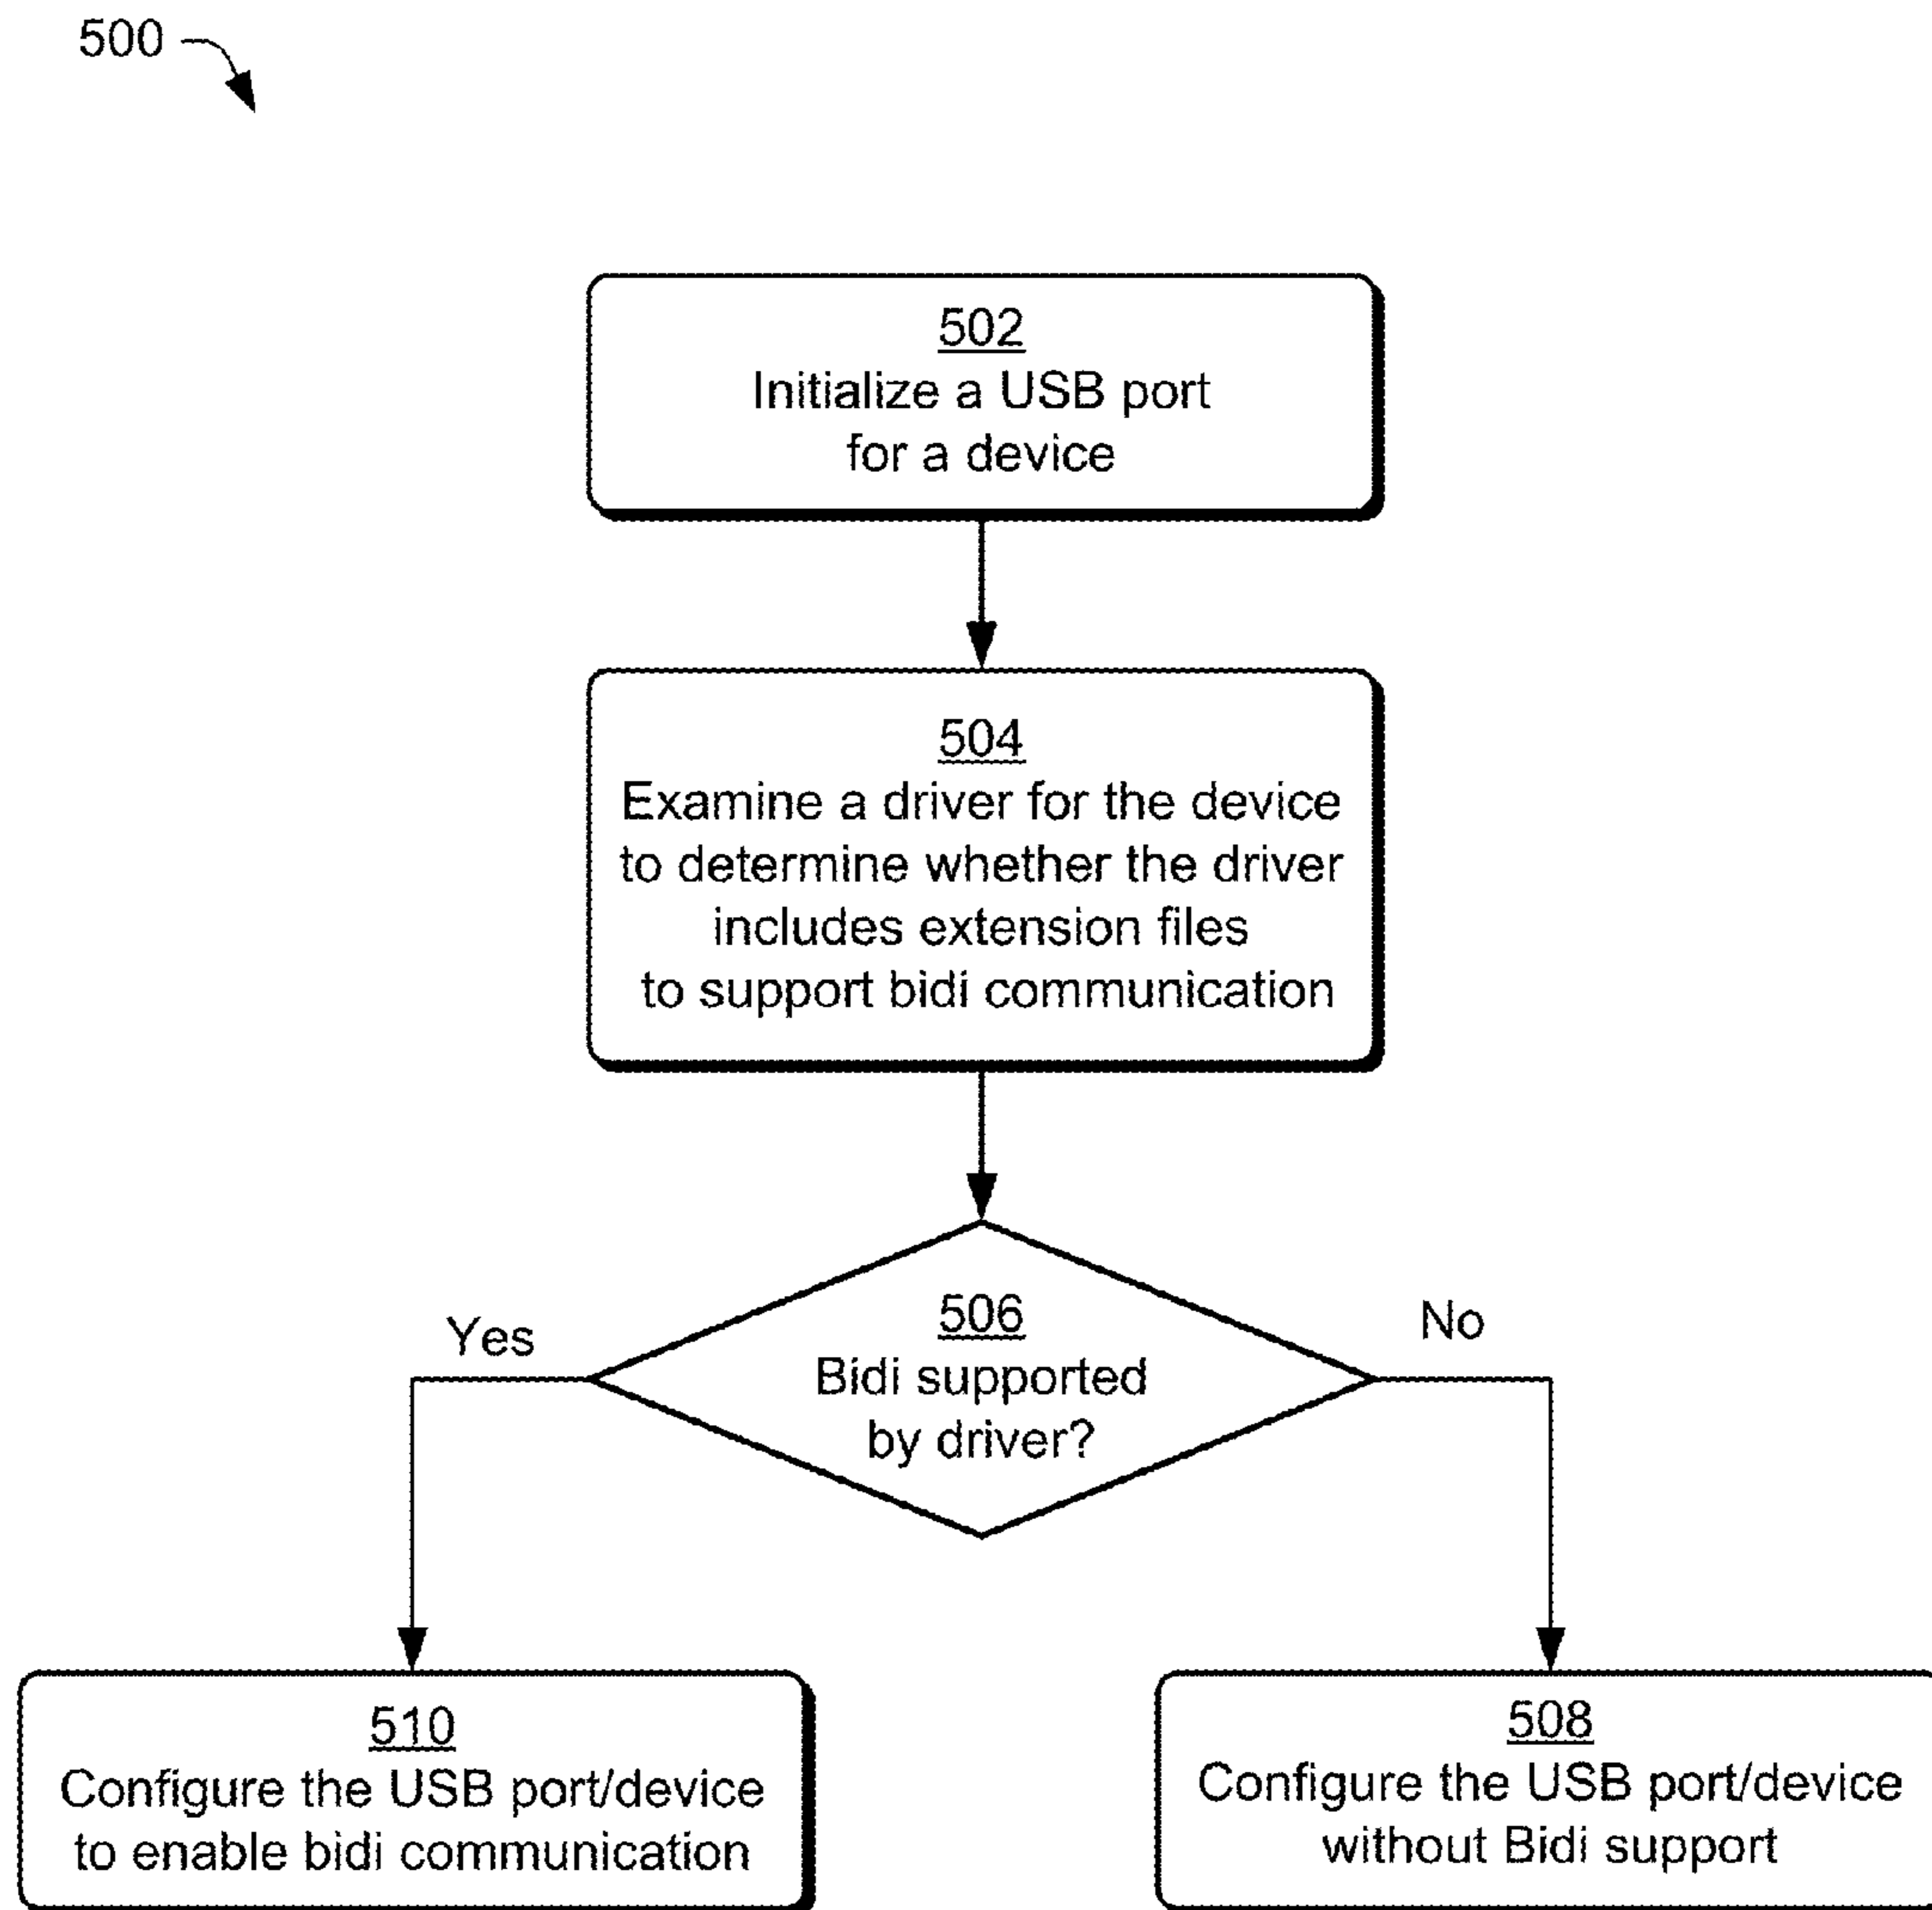 500
502
Initialize a USB port
for a device
504
Examine a driver for the device
to determine whether the driver
includes extension files
to support bidi communication
506
Bidi supported
by driver?
Yes
No
510
Configure the USB port/device
to enable bidi communication
508
Configure the USB port/device
without Bidi support